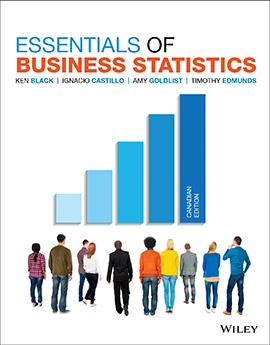 ESSENTIALS OF
BUSINESS STATISTICS
KEN BLACK | IGNACIO CASTILLO | AMY GOLDLIST | TIMOTHY EDMUNDS
CANADIAN
EDITION
WILEY